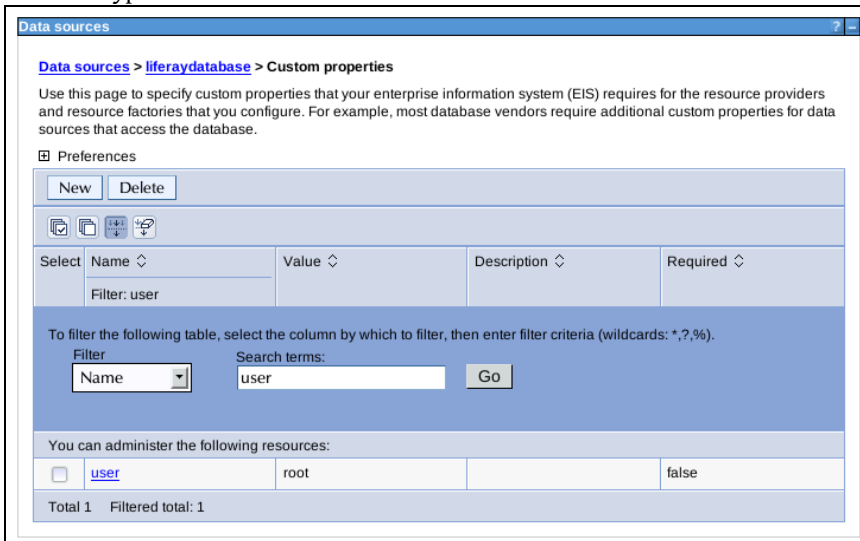 Data sources ? –
Data sources > liferaydatabase > Custom properties
Use this page to specify custom properties that your enterprise information system (EIS) requires for the resource providers
and resource factories that you configure. For example, most database vendors require additional custom properties for data
sources that access the database.
Preferences
New Delete
Select Name Value Description Required
Filter: user
To filter the following table, select the column by which to filter, then enter filter criteria (wildcards: *,?,%).
Filter Search terms:
Name user Go
You can administer the following resources:
user root false
Total 1 Filtered total: 1